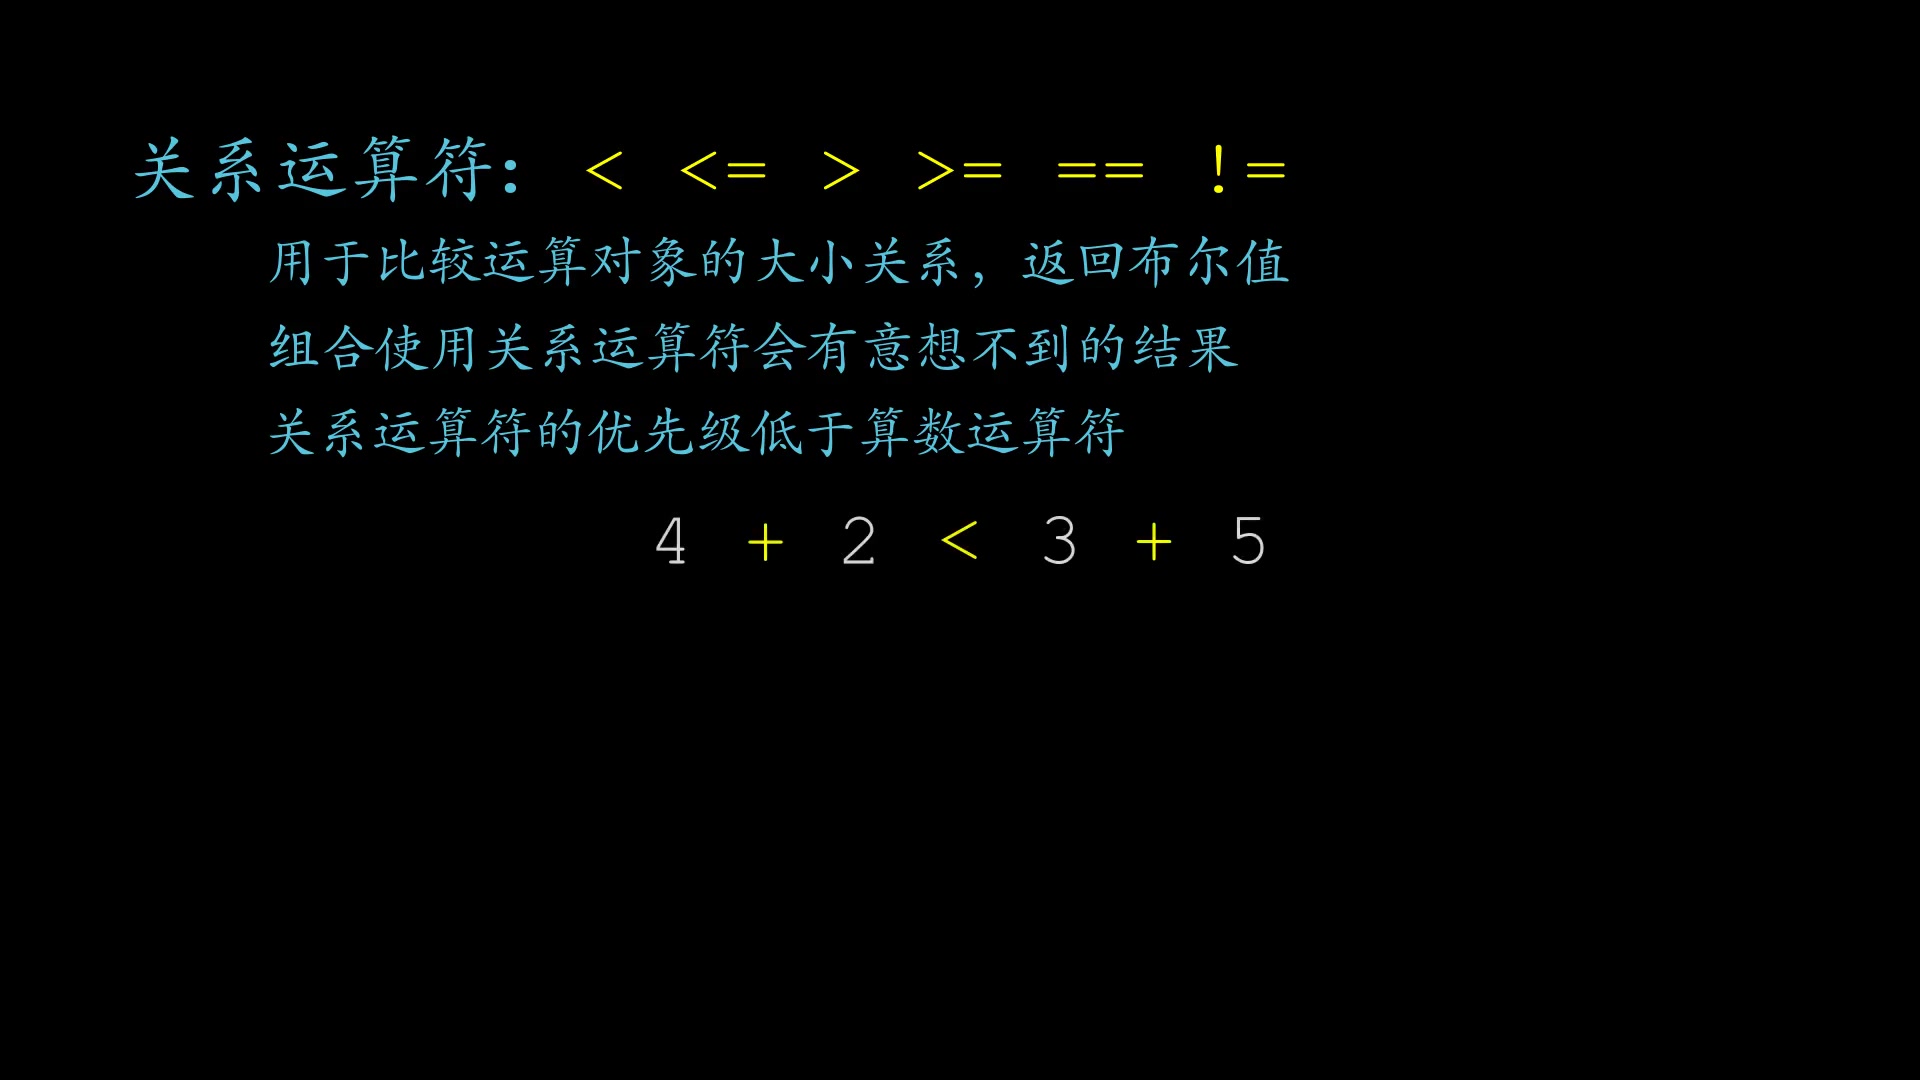 关系运算符: < <= > >= == !=
用于比较运算对象的大小关系，返回布尔值
组合使用关系运算符会有意想不到的结果
关系运算符的优先级低于算数运算符
4 + 2 < 3 + 5